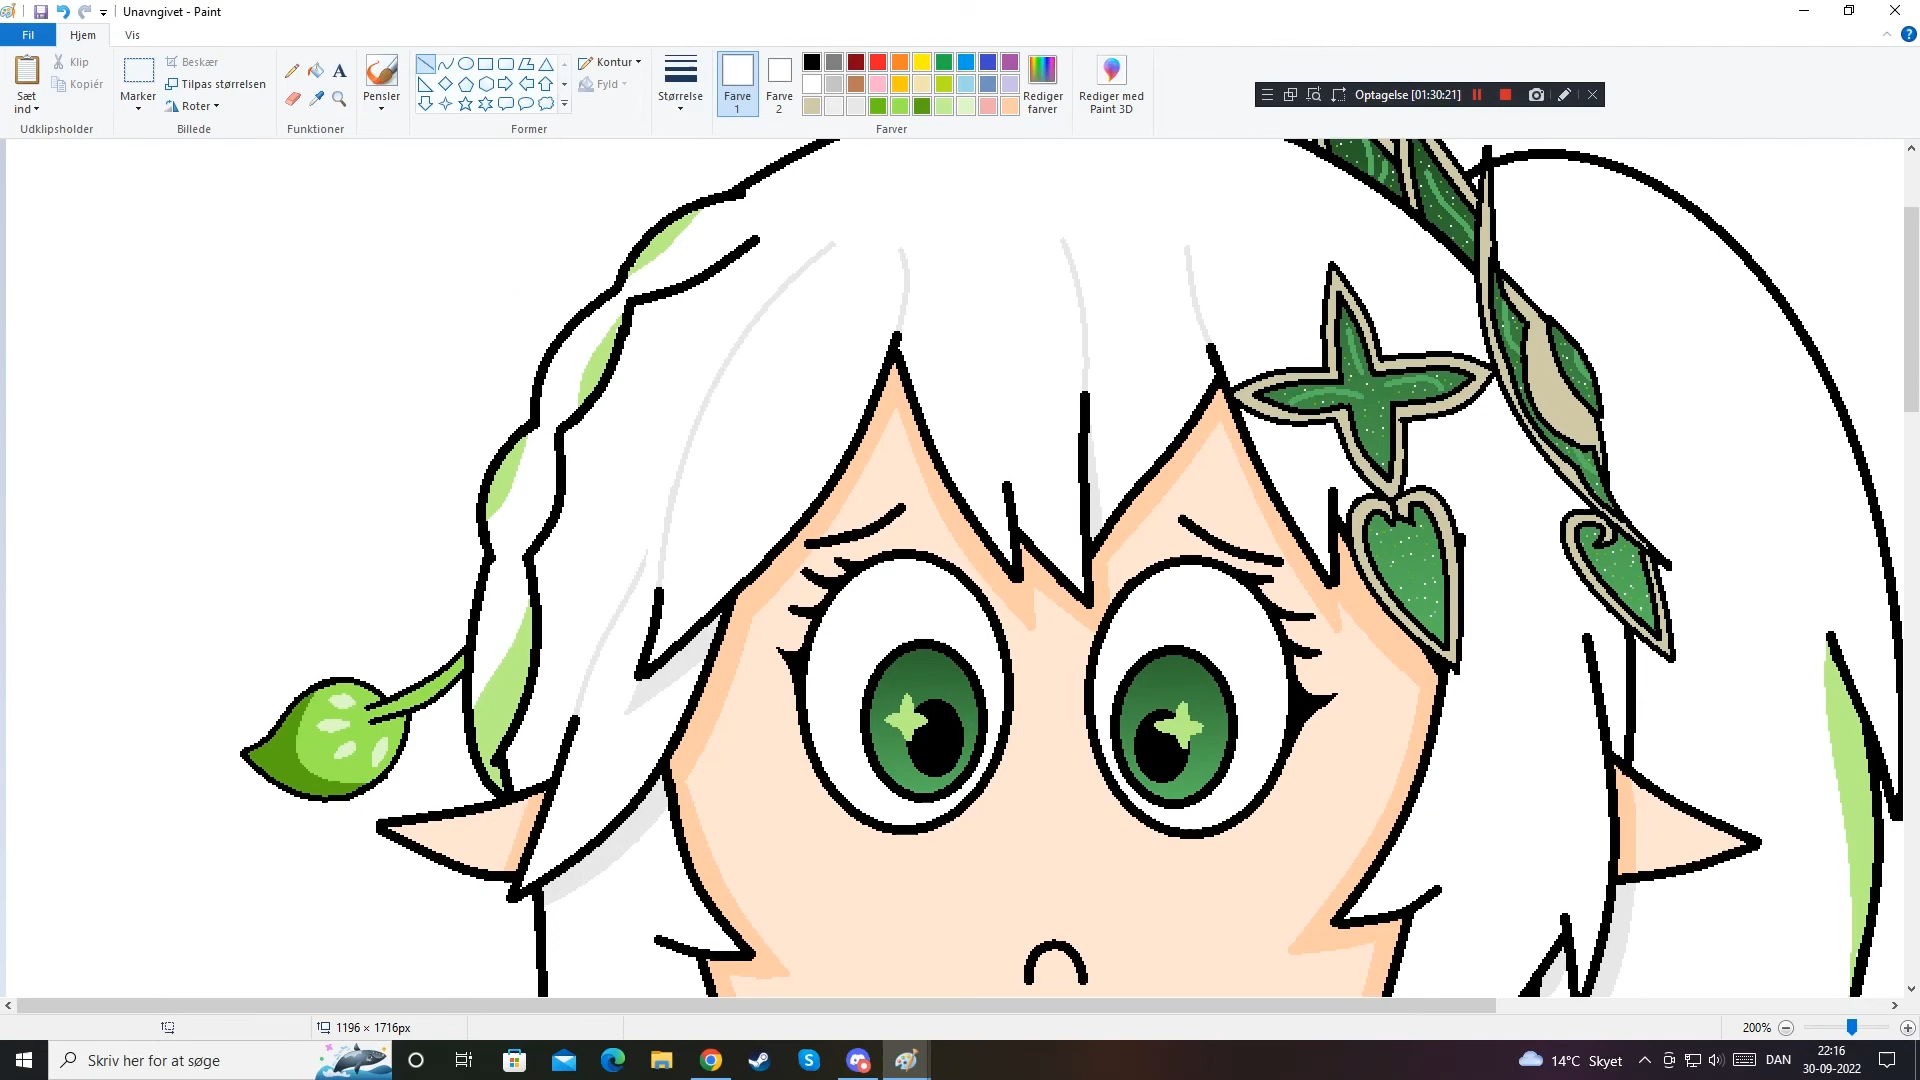 Unavngivet - Paint
Fil Hjem Vis
Sæt ind
Klip
Kopiér
Udklipsholder
Marker
Beskær
Tilpas størrelsen
Roter
Billede
A
Funktioner
Pensler
Kontur
Fyld
Former
Størrelse
Farve 1
Farve 2
Rediger farver
Farver
Rediger med Paint 3D
Optagelse [01:30:21]
1196 × 1716px
200%
Skriv her for at søge
14°C Skyet
DAN
22:16
30-09-2022